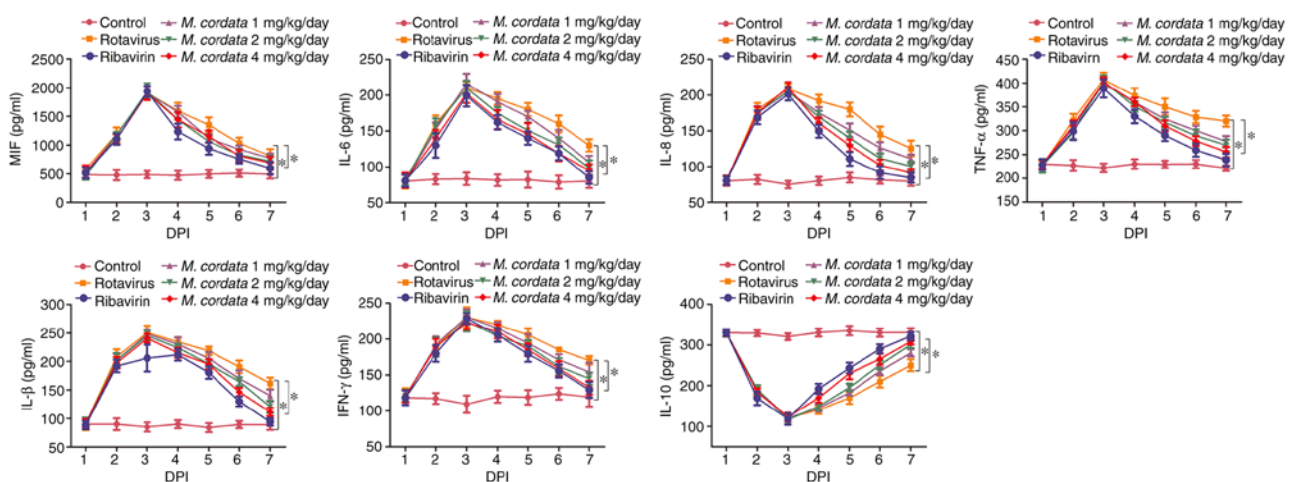 Control
Rotavirus
Ribavirin
M. cordata 1 mg/kg/day
M. cordata 2 mg/kg/day
M. cordata 4 mg/kg/day
MIF (pg/ml)
2500
2000
1500
1000
500
0
1 2 3 4 5 6 7
DPI
* *
Control
Rotavirus
Ribavirin
M. cordata 1 mg/kg/day
M. cordata 2 mg/kg/day
M. cordata 4 mg/kg/day
IL-6 (pg/ml)
250
200
150
100
50
1 2 3 4 5 6 7
DPI
* *
Control
Rotavirus
Ribavirin
M. cordata 1 mg/kg/day
M. cordata 2 mg/kg/day
M. cordata 4 mg/kg/day
IL-8 (pg/ml)
250
200
150
100
50
1 2 3 4 5 6 7
DPI
* *
Control
Rotavirus
Ribavirn
M. cordata 1 mg/kg/day
M. cordata 2 mg/kg/day
M. cordata 4 mg/kg/day
TNF-α (pg/ml)
450
400
350
300
250
200
150
1 2 3 4 5 6 7
DPI
* *
Control
Rotavirus
Ribavirin
M. cordata 1 mg/kg/day
M. cordata 2 mg/kg/day
M. cordata 4 mg/kg/day
IL-β (pg/ml)
300
250
200
150
100
50
1 2 3 4 5 6 7
DPI
* *
Control
Rotavirus
Ribavirin
M. cordata 1 mg/kg/day
M. cordata 2 mg/kg/day
M. cordata 4 mg/kg/day
IFN-γ (pg/ml)
250
200
150
100
50
1 2 3 4 5 6 7
DPI
* *
Control
Rotavirus
Ribavirin
M. cordata 1 mg/kg/day
M. cordata 2 mg/kg/day
M. cordata 4 mg/kg/day
IL-10 (pg/ml)
400
300
200
100
1 2 3 4 5 6 7
DPI
* *